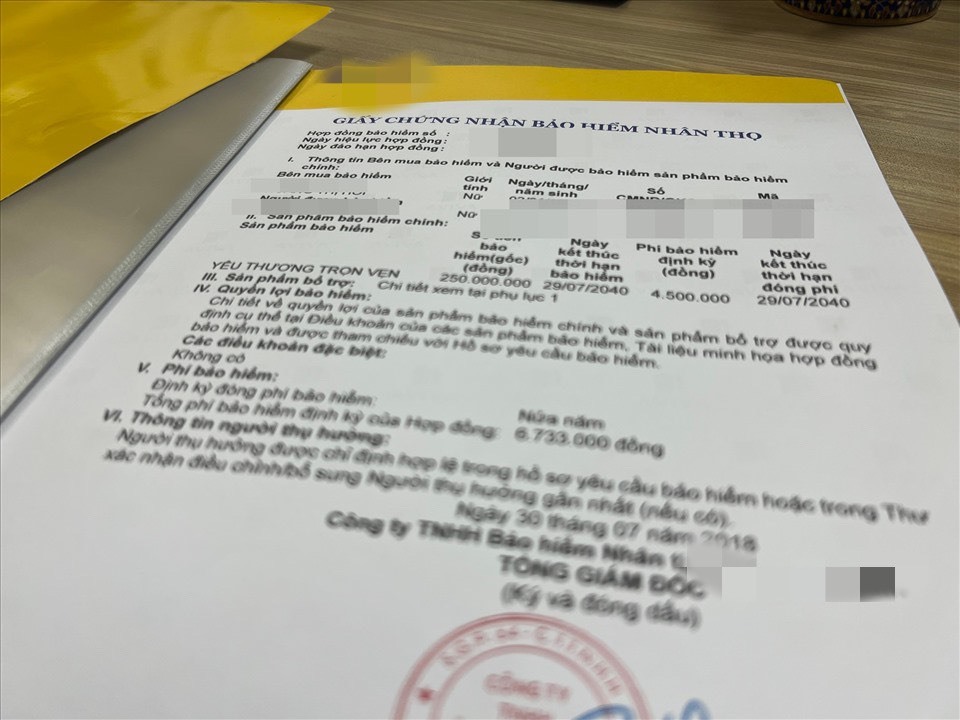 GIẤY CHỨNG NHẬN BẢO HIỂM NHÂN THỌ
Hợp đồng bảo hiểm số :
Ngày hiệu lực hợp đồng :
Ngày đáo hạn hợp đồng :
I. Thông tin Bên mua bảo hiểm và Người được bảo hiểm sản phẩm bảo hiểm
chính:
Bên mua bảo hiểm Giới tính Ngày/tháng/năm sinh Số Mã
Nữ
Nữ
II. Sản phẩm bảo hiểm chính:
Sản phẩm bảo hiểm bảo hiểm(gốc) (đồng) Ngày kết thúc thời hạn bảo hiểm Phí bảo hiểm định kỳ (đồng) Ngày kết thúc thời hạn đóng phí
YÊU THƯƠNG TRỌN VẸN 250.000.000 29/07/2040 4.500.000 29/07/2040
III. Sản phẩm bổ trợ: Chi tiết xem tại phụ lục 1
IV. Quyền lợi bảo hiểm:
Chi tiết về quyền lợi của sản phẩm bảo hiểm chính và sản phẩm bổ trợ được quy
định cụ thể tại Điều khoản của các sản phẩm bảo hiểm, Tài liệu minh họa hợp đồng
bảo hiểm và được tham chiếu với Hồ sơ yêu cầu bảo hiểm.
Các điều khoản đặc biệt:
Không có
V. Phí bảo hiểm:
Định kỳ đóng phí bảo hiểm: Nửa năm
Tổng phí bảo hiểm định kỳ của Hợp đồng: 6.733.000 đồng
VI. Thông tin người thụ hưởng:
Người thụ hưởng được chỉ định hợp lệ trong hồ sơ yêu cầu bảo hiểm hoặc trong Thư
xác nhận điều chỉnh/bổ sung Người thụ hưởng gần nhất (nếu có).
Ngày 30 tháng 07 năm 2018
Công ty Bảo hiểm Nhân
TỔNG GIÁM ĐỐC
(Ký và đóng dấu)
CÔNG TY